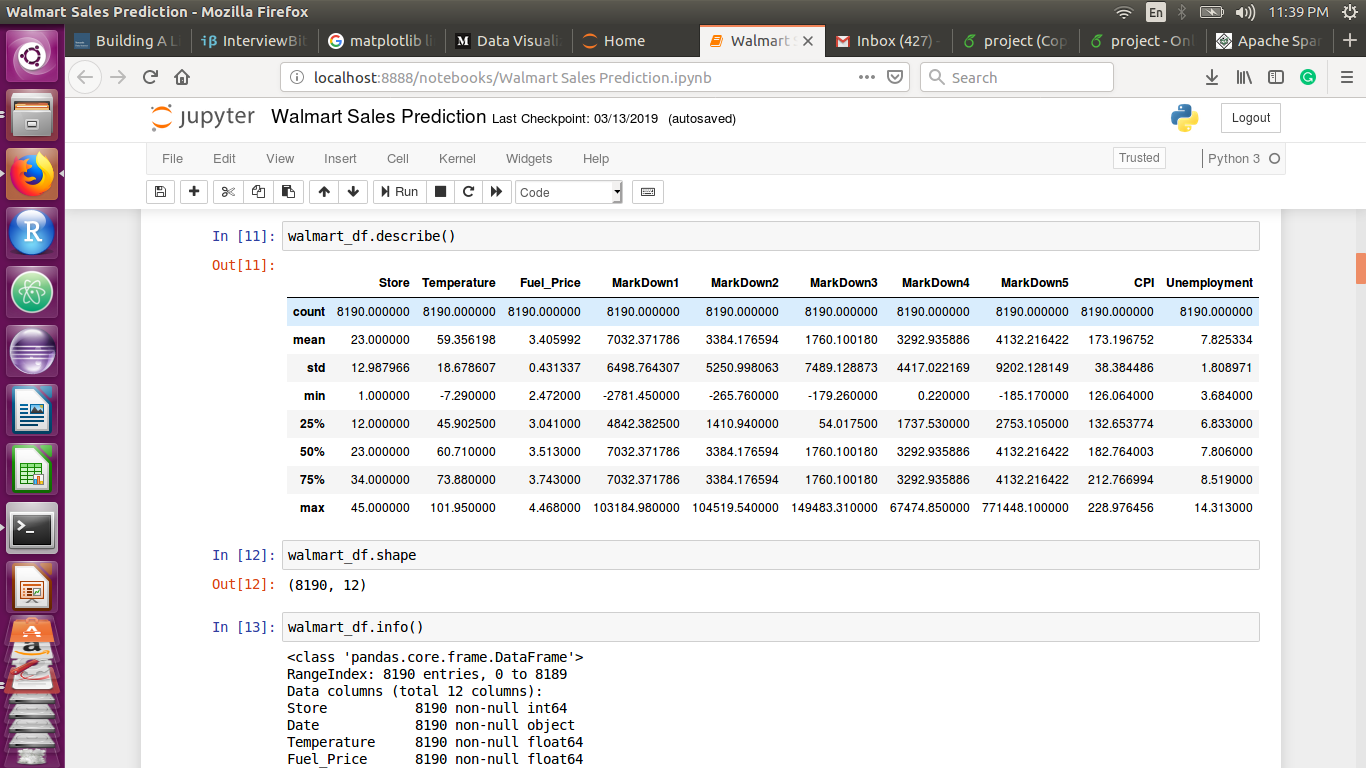 Walmart Sales Prediction - Mozilla Firefox En 11:39 PM
Building A L InterviewBit matplotlib li Data Visuali Home Walmart S Inbox (427) - project (Cop project - Onl Apache Spar
localhost:8888/notebooks/Walmart Sales Prediction.ipynb Search
jupyter Walmart Sales Prediction Last Checkpoint: 03/13/2019 (autosaved) Logout
File Edit View Insert Cell Kernel Widgets Help Trusted Python 3
Run Code
In [11]: walmart_df.describe()
Out[11]:
Store Temperature Fuel_Price MarkDown1 MarkDown2 MarkDown3 MarkDown4 MarkDown5 CPI Unemployment
count 8190.000000 8190.000000 8190.000000 8190.000000 8190.000000 8190.000000 8190.000000 8190.000000 8190.000000 8190.000000
mean 23.000000 59.356198 3.405992 7032.371786 3384.176594 1760.100180 3292.935886 4132.216422 173.196752 7.825334
std 12.987966 18.678607 0.431337 6498.764307 5250.998063 7489.128873 4417.022169 9202.128149 38.384486 1.808971
min 1.000000 -7.290000 2.472000 -2781.450000 -265.760000 -179.260000 0.220000 -185.170000 126.064000 3.684000
25% 12.000000 45.902500 3.041000 4842.382500 1410.940000 54.017500 1737.530000 2753.105000 132.653774 6.833000
50% 23.000000 60.710000 3.513000 7032.371786 3384.176594 1760.100180 3292.935886 4132.216422 182.764003 7.806000
75% 34.000000 73.880000 3.743000 7032.371786 3384.176594 1760.100180 3292.935886 4132.216422 212.766994 8.519000
max 45.000000 101.950000 4.468000 103184.980000 104519.540000 149483.310000 67474.850000 771448.100000 228.976456 14.313000
In [12]: walmart_df.shape
Out[12]: (8190, 12)
In [13]: walmart_df.info()
<class 'pandas.core.frame.DataFrame'>
RangeIndex: 8190 entries, 0 to 8189
Data columns (total 12 columns):
Store 8190 non-null int64
Date 8190 non-null object
Temperature 8190 non-null float64
Fuel_Price 8190 non-null float64